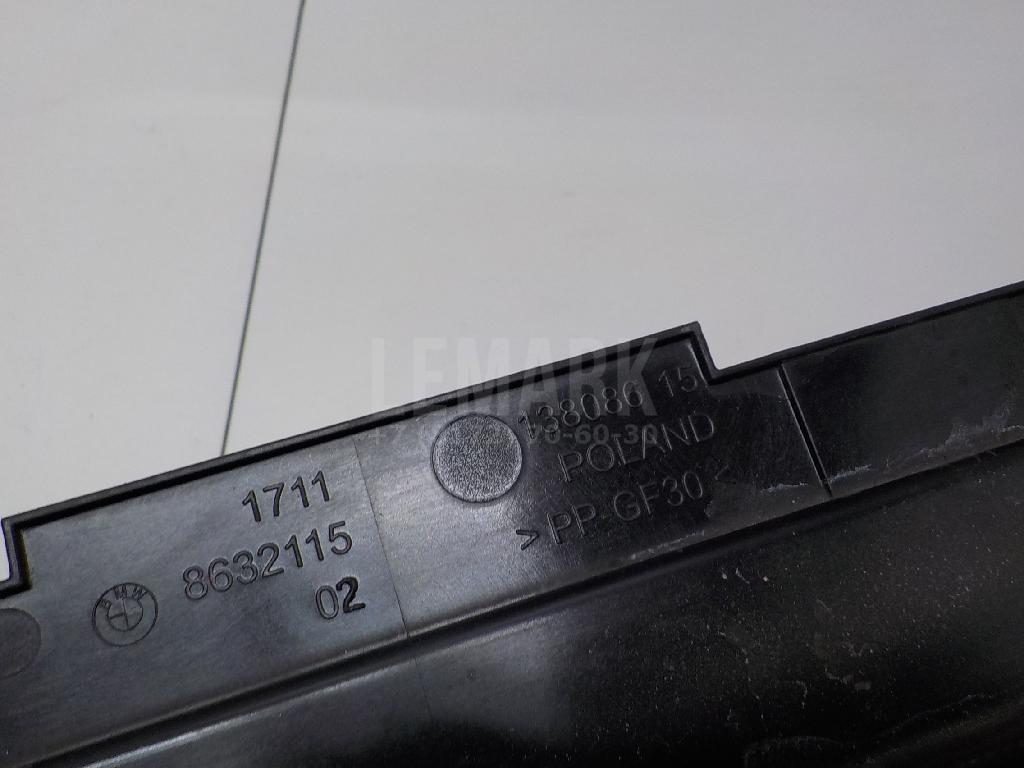 LEMARK
138086 15
POLAND
>PP-GF30<
1711
8632115
02
BMW